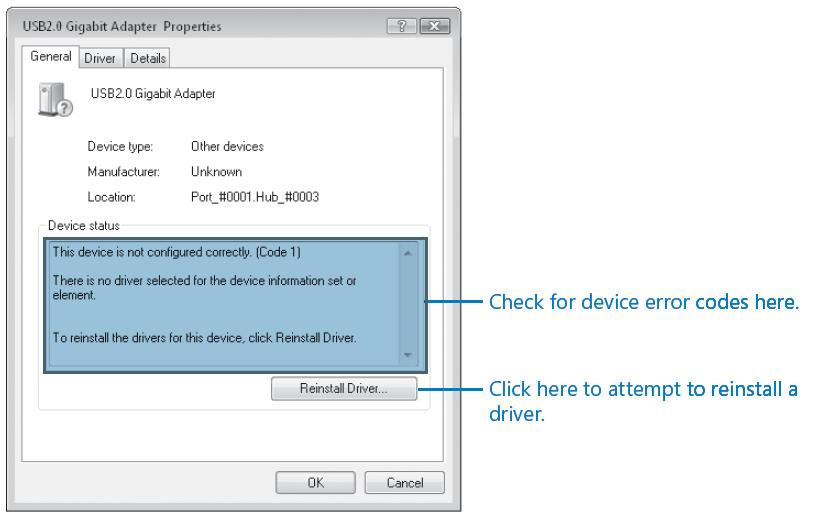 USB2.0 Gigabit Adapter Properties
General Driver Details
USB2.0 Gigabit Adapter
Device type: Other devices
Manufacturer: Unknown
Location: Port_#0001.Hub_#0003
Device status
This device is not configured correctly. (Code 1)
There is no driver selected for the device information set or
element.
To reinstall the drivers for this device, click Reinstall Driver.
Check for device error codes here.
Reinstall Driver...
Click here to attempt to reinstall a
driver.
OK Cancel